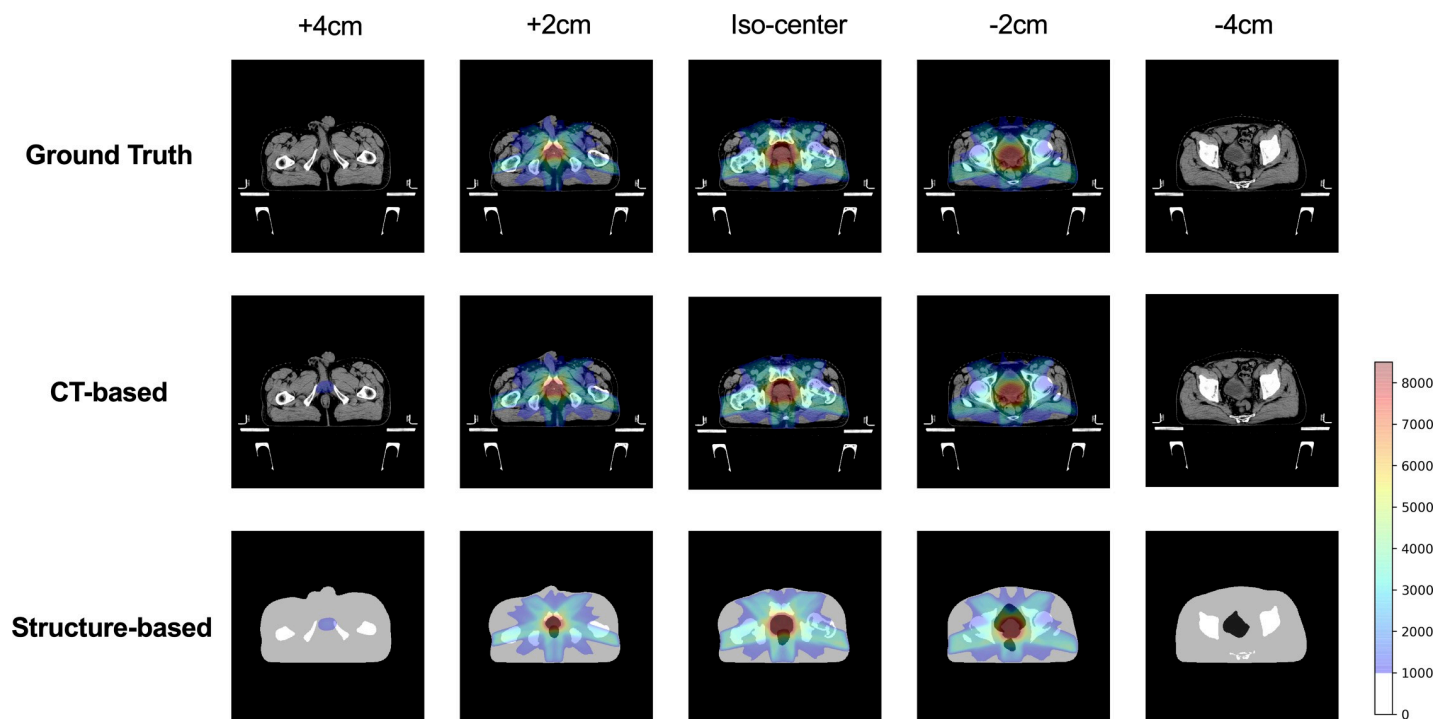 +4cm +2cm Iso-center -2cm -4cm
Ground Truth
CT-based
Structure-based
8000
7000
6000
5000
4000
3000
2000
1000
0